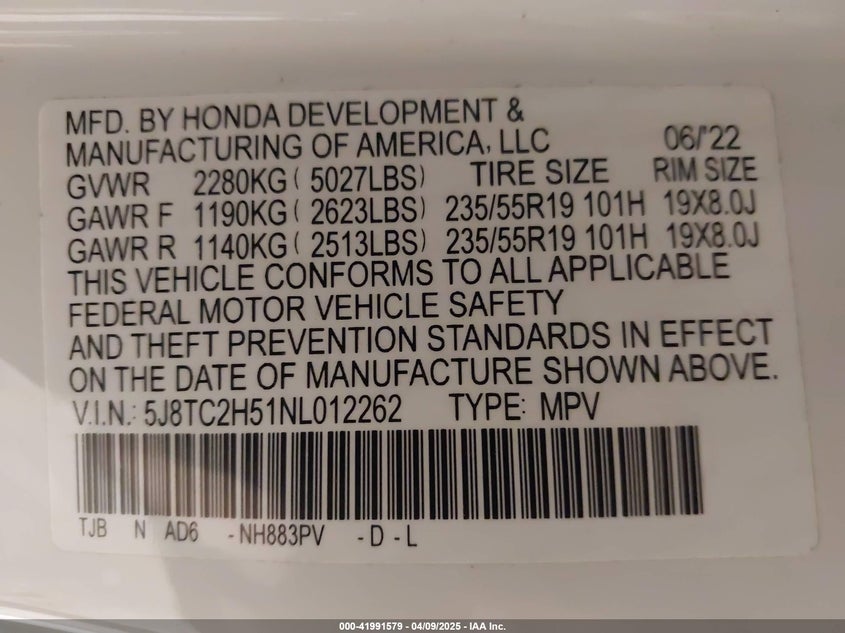 MFD. BY HONDA DEVELOPMENT &
MANUFACTURING OF AMERICA, LLC 06/'22
GVWR 2280KG ( 5027LBS) TIRE SIZE RIM SIZE
GAWR F 1190KG ( 2623LBS) 235/55R19 101H 19X8.0J
GAWR R 1140KG ( 2513LBS) 235/55R19 101H 19X8.0J
THIS VEHICLE CONFORMS TO ALL APPLICABLE
FEDERAL MOTOR VEHICLE SAFETY
AND THEFT PREVENTION STANDARDS IN EFFECT
ON THE DATE OF MANUFACTURE SHOWN ABOVE.
V.I.N.: 5J8TC2H51NL012262 TYPE: MPV
TJB N AD6 -NH883PV -D-L
000-41991579 - 04/09/2025 - IAA Inc.